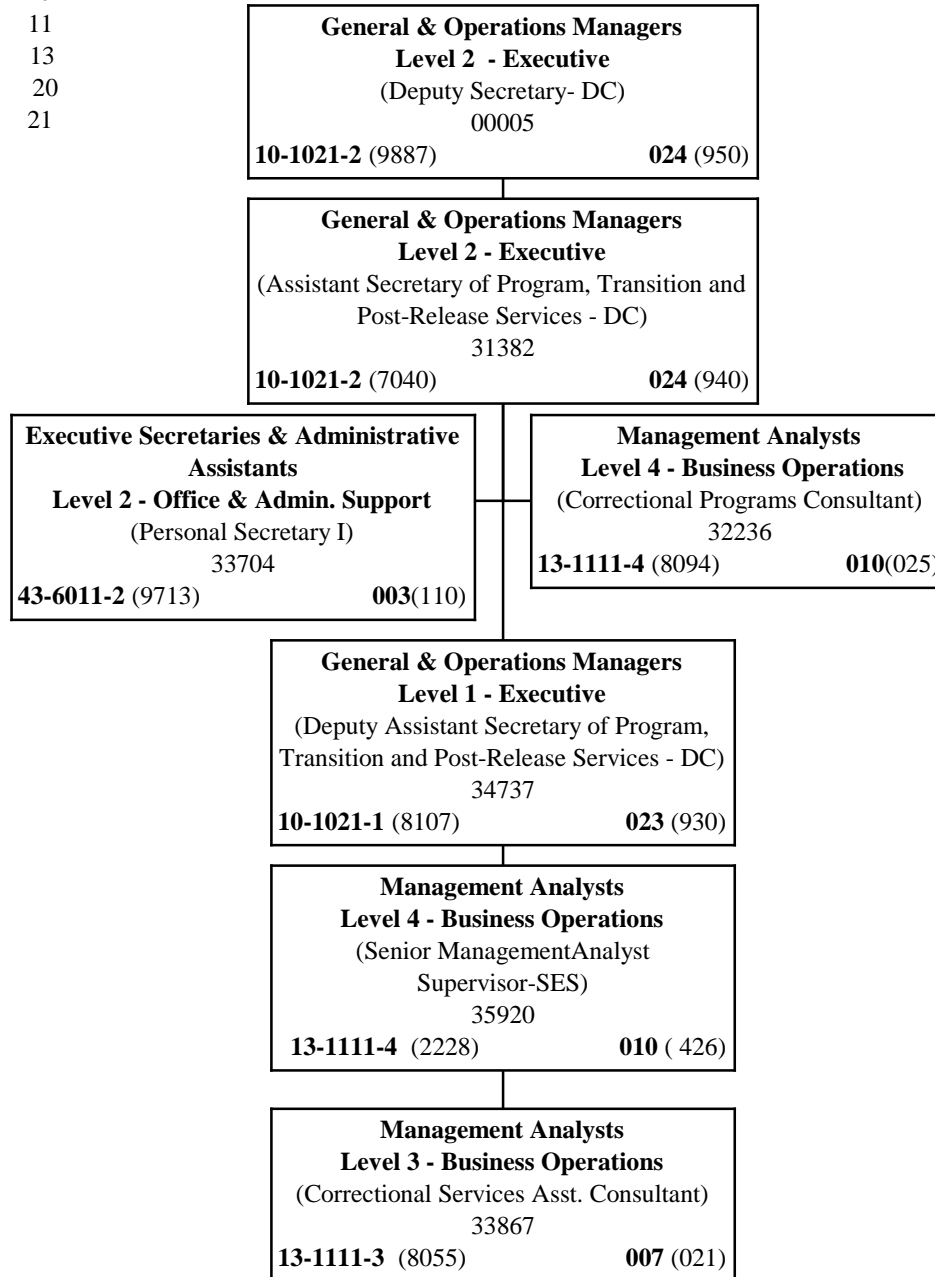 11
13
20
21
General & Operations Managers
Level 2  - Executive
(Deputy Secretary- DC)
00005
10-1021-2 (9887) 024 (950)
General & Operations Managers
Level 2 - Executive
(Assistant Secretary of Program, Transition and
Post-Release Services - DC)
31382
10-1021-2 (7040) 024 (940)
Executive Secretaries & Administrative
Assistants
Level 2 - Office & Admin. Support
(Personal Secretary I)
33704
43-6011-2 (9713) 003(110)
Management Analysts
Level 4 - Business Operations
(Correctional Programs Consultant)
32236
13-1111-4 (8094) 010(025)
General & Operations Managers
Level 1 - Executive
(Deputy Assistant Secretary of Program,
Transition and Post-Release Services - DC)
34737
10-1021-1 (8107) 023 (930)
Management Analysts
Level 4 - Business Operations
(Senior ManagementAnalyst
Supervisor-SES)
35920
13-1111-4  (2228) 010 ( 426)
Management Analysts
Level 3 - Business Operations
(Correctional Services Asst. Consultant)
33867
13-1111-3  (8055) 007 (021)